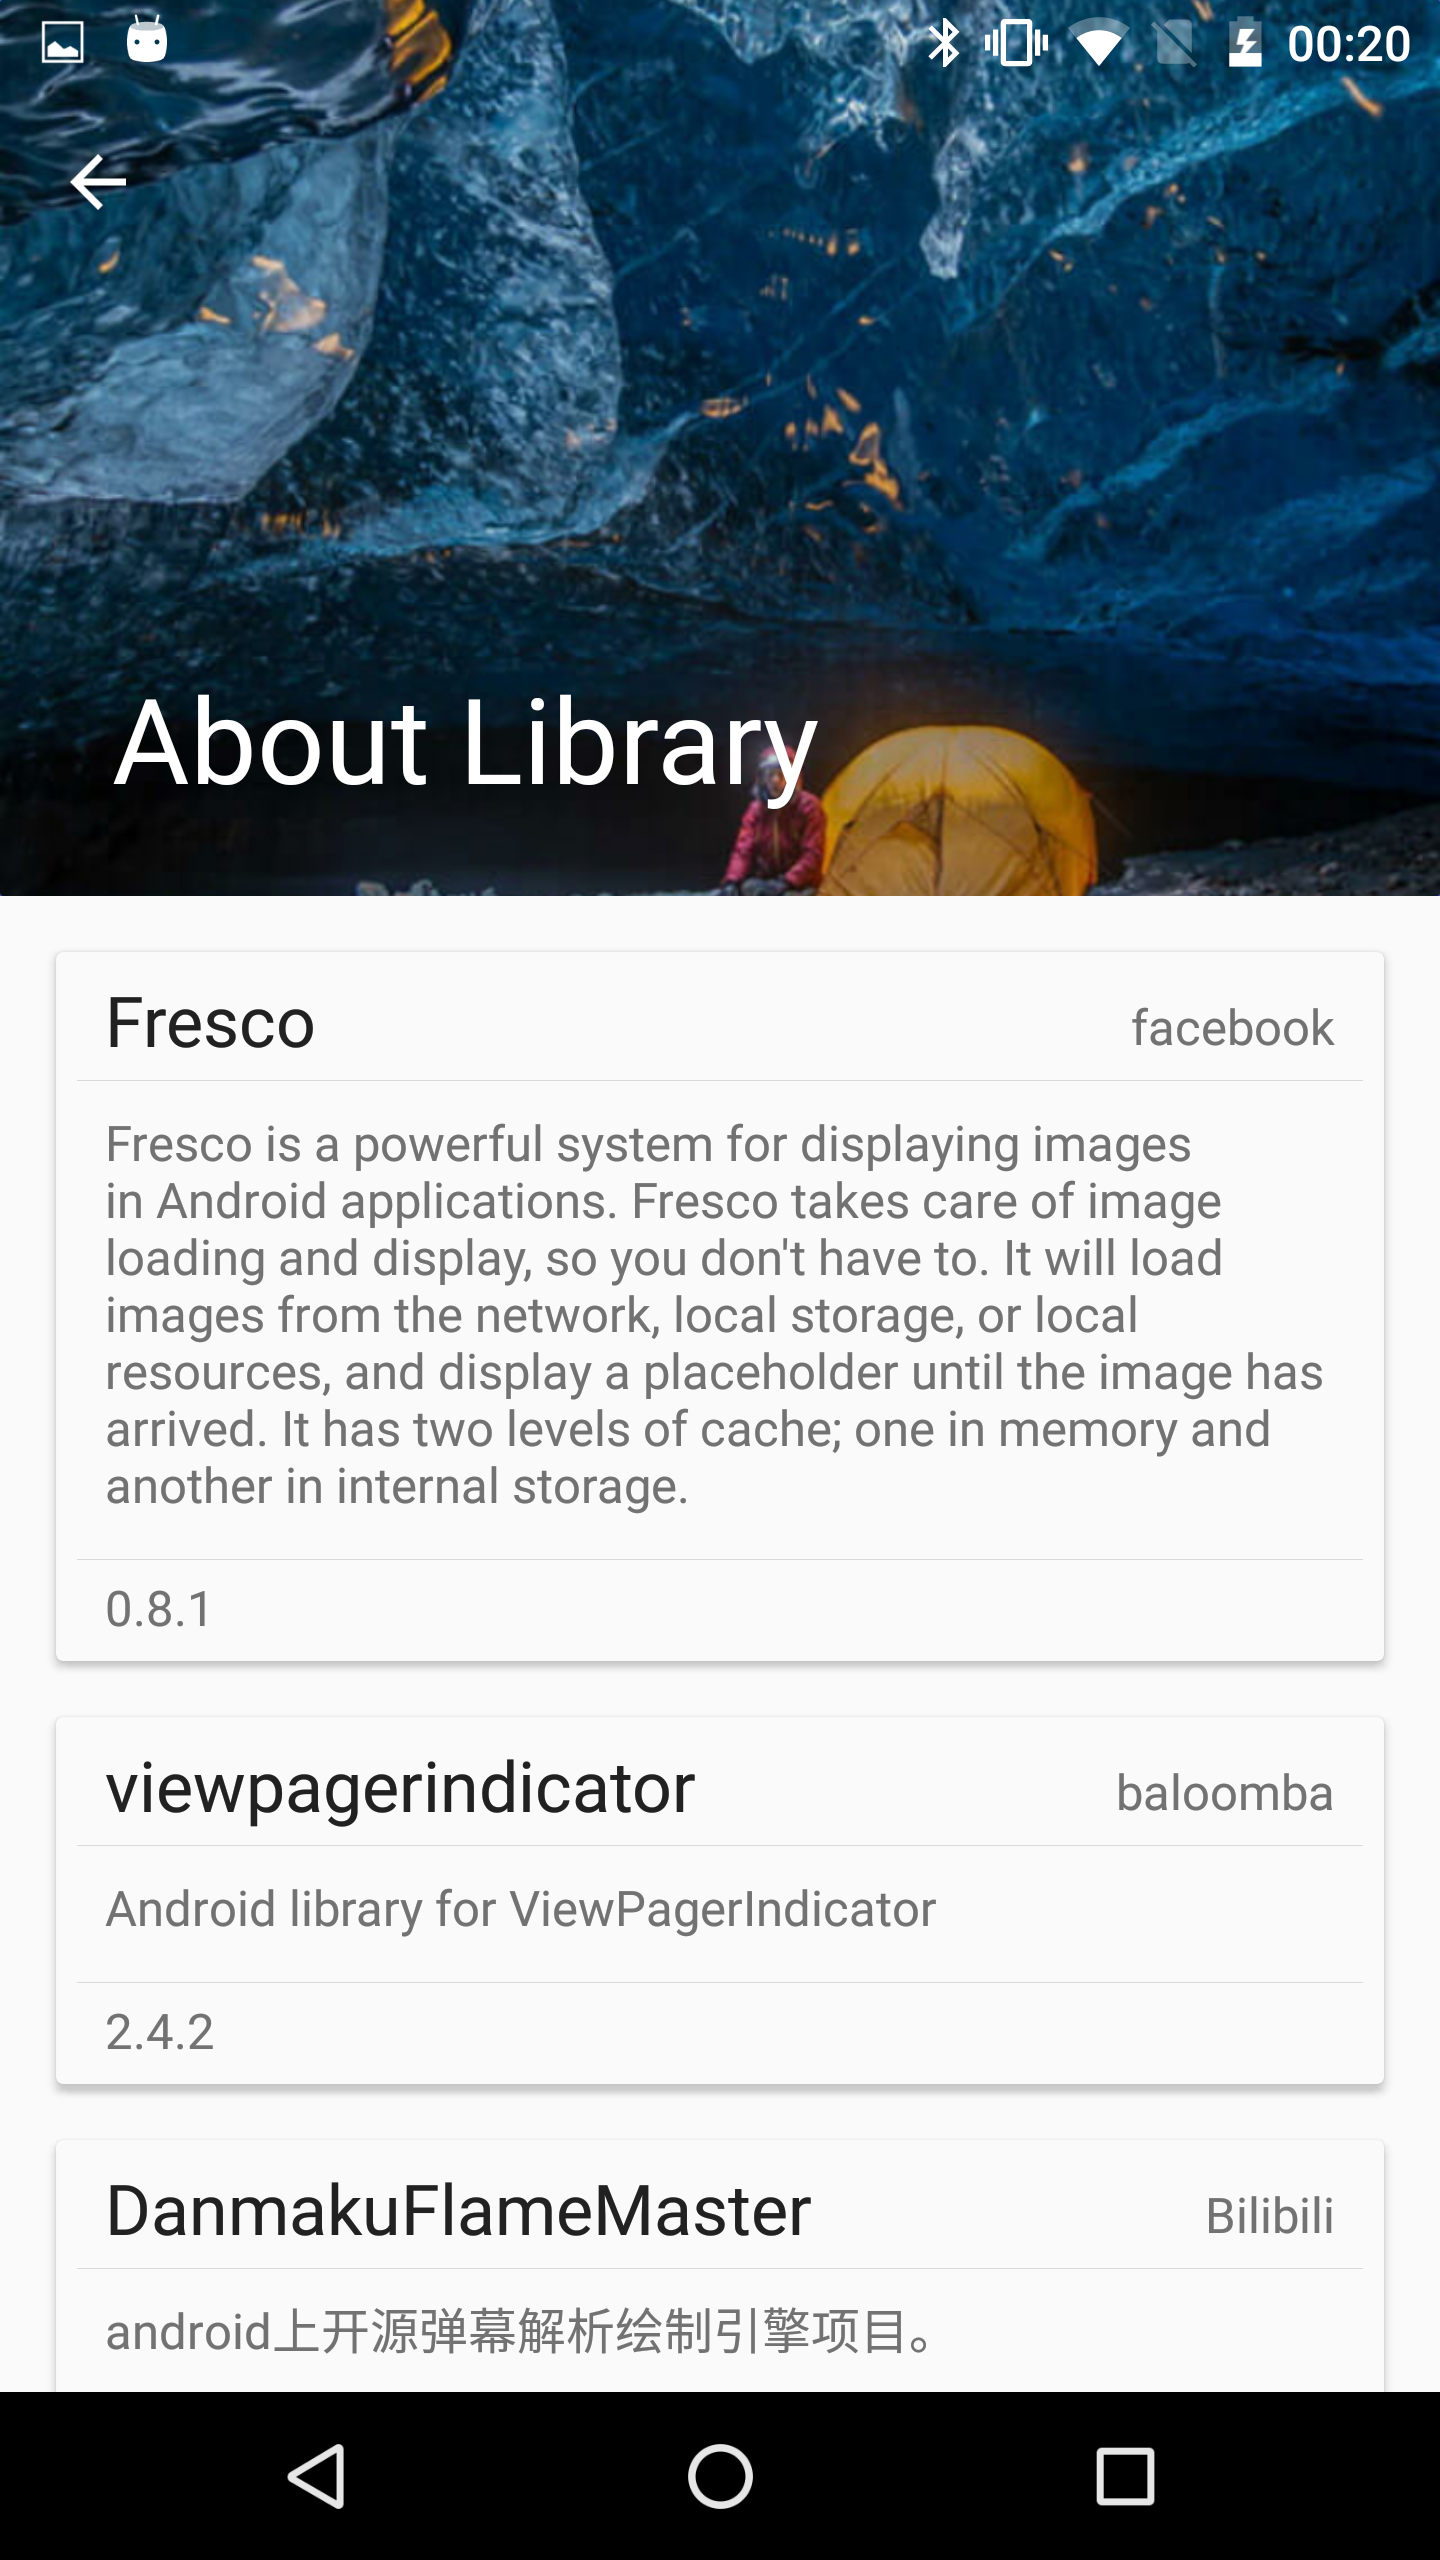 00:20
About Library
Fresco
facebook
Fresco is a powerful system for displaying images
in Android applications. Fresco takes care of image
loading and display, so you don't have to. It will load
images from the network, local storage, or local
resources, and display a placeholder until the image has
arrived. It has two levels of cache; one in memory and
another in internal storage.
0.8.1
viewpagerindicator
baloomba
Android library for ViewPagerIndicator
2.4.2
DanmakuFlameMaster
Bilibili
android上开源弹幕解析绘制引擎项目。